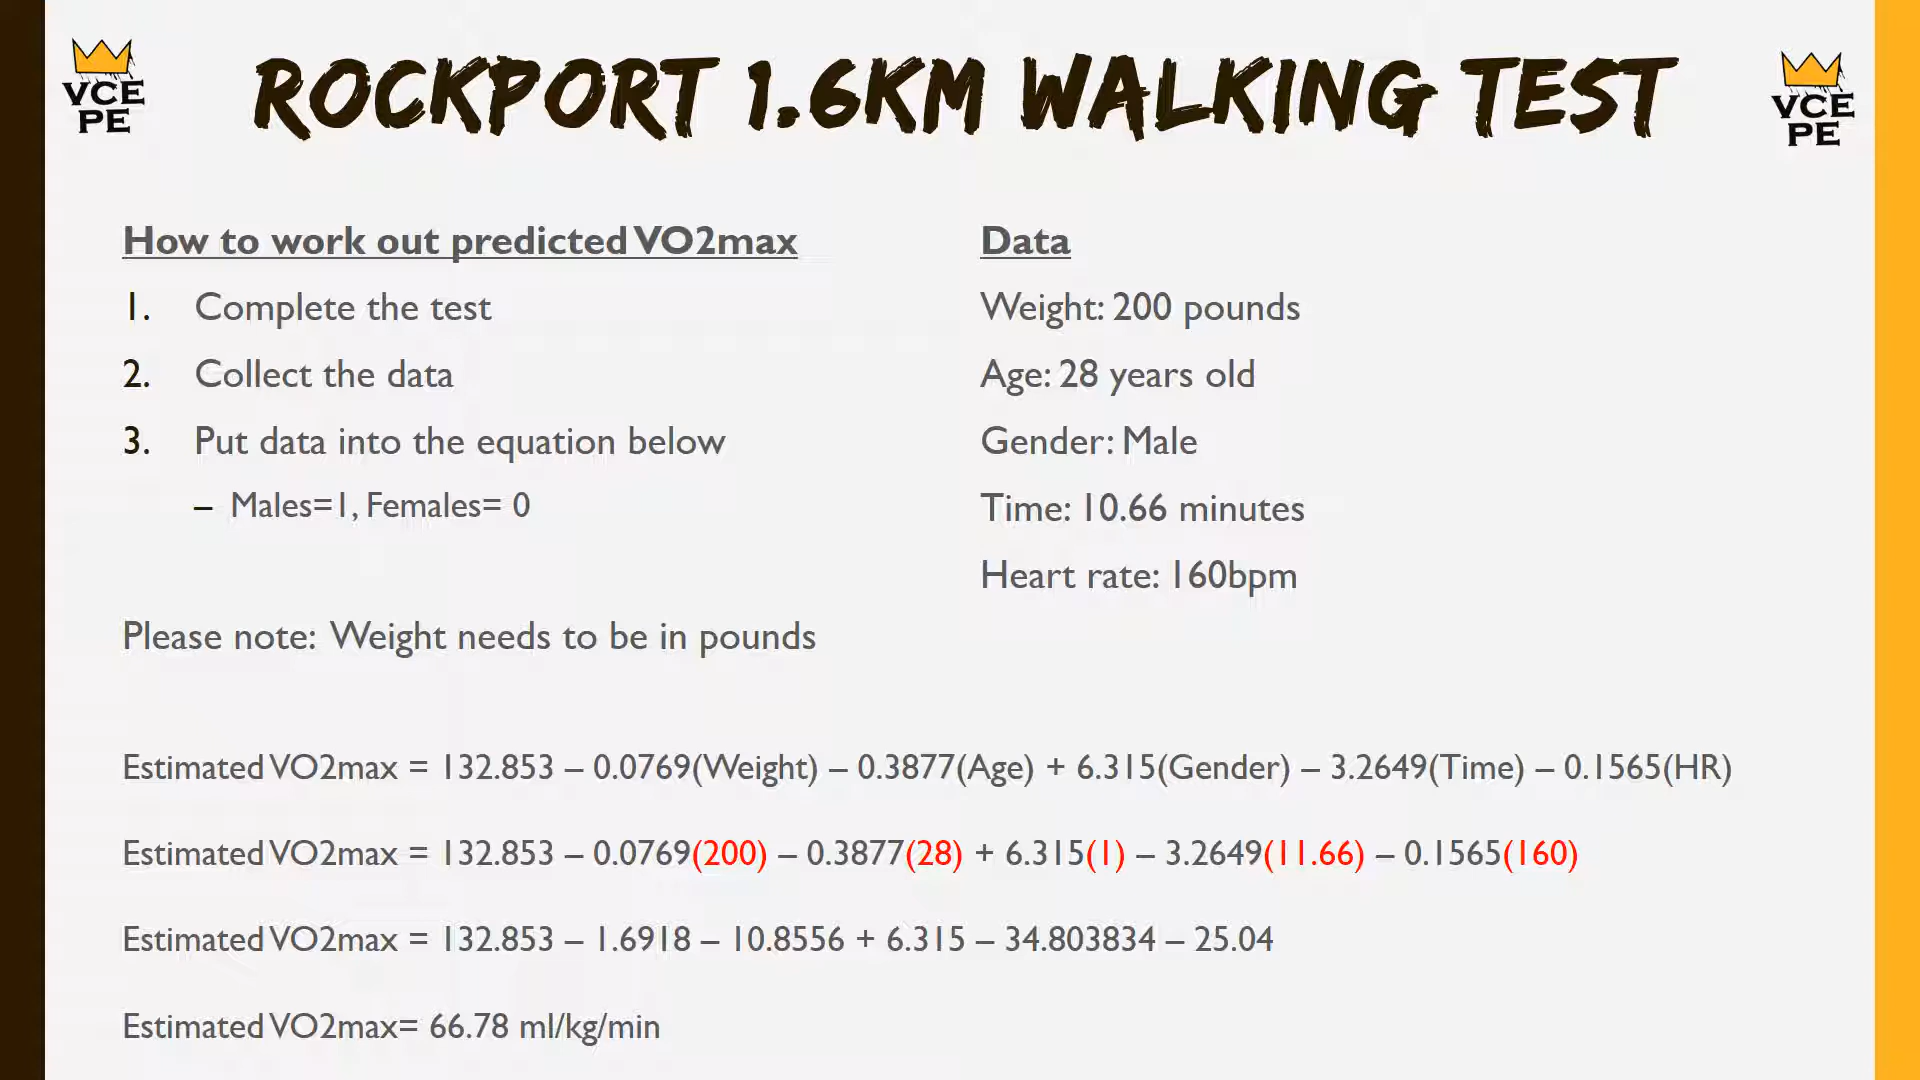 VCE
PE
ROCKPORT 1.6KM WALKING TEST
VCE
PE
How to work out predicted VO2max
1. Complete the test
2. Collect the data
3. Put data into the equation below
– Males=1, Females= 0
Please note: Weight needs to be in pounds
Data
Weight: 200 pounds
Age: 28 years old
Gender: Male
Time: 10.66 minutes
Heart rate: 160bpm
Estimated VO2max = 132.853 – 0.0769(Weight) – 0.3877(Age) + 6.315(Gender) – 3.2649(Time) – 0.1565(HR)
Estimated VO2max = 132.853 – 0.0769(200) – 0.3877(28) + 6.315(1) – 3.2649(11.66) – 0.1565(160)
Estimated VO2max = 132.853 – 1.6918 – 10.8556 + 6.315 – 34.803834 – 25.04
Estimated VO2max= 66.78 ml/kg/min